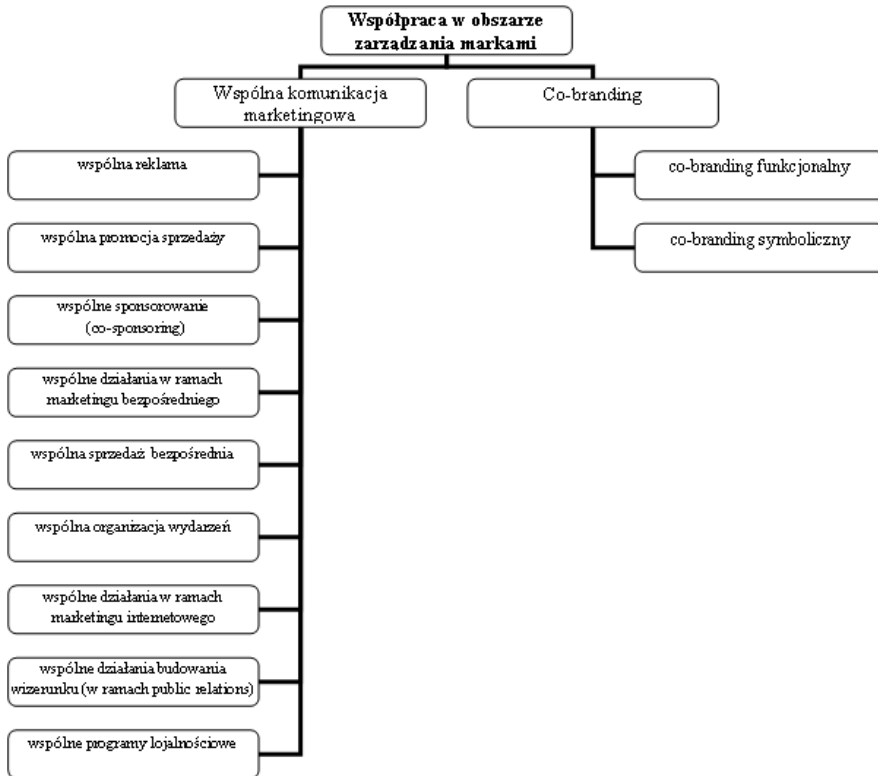 Współpraca w obszarze
zarządzania markami
Wspólna komunikacja
marketingowa
Co-branding
wspólna reklama
wspólna promocja sprzedaży
wspólne sponsorowanie
(co-sponsoring)
wspólne działania w ramach
marketingu bezpośredniego
wspólna sprzedaż bezpośrednia
wspólna organizacja wydarzeń
wspólne działania w ramach
marketingu internetowego
wspólne działania budowania
wizerunku (w ramach public relations)
wspólne programy lojalnościowe
co-branding funkcjonalny
co-branding symboliczny